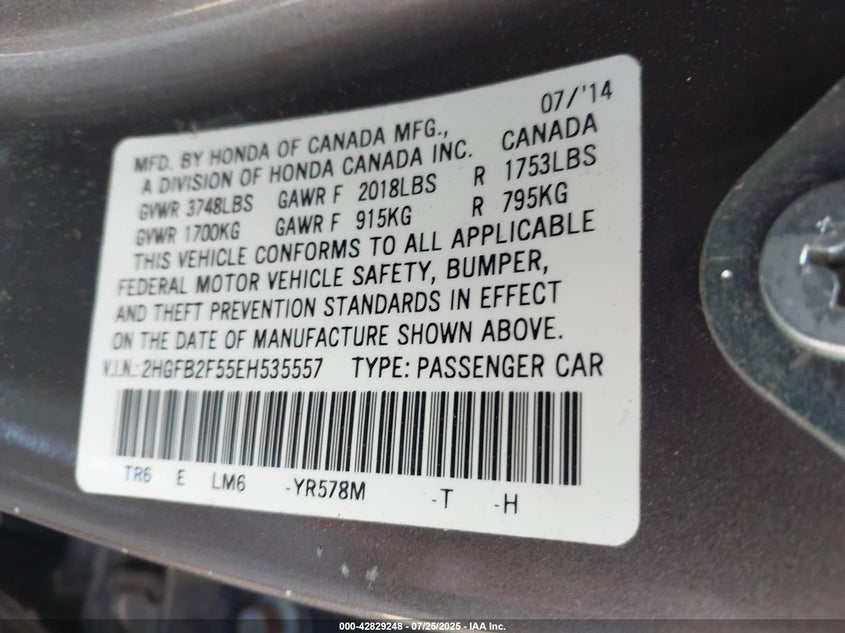 07/'14
MFD. BY HONDA OF CANADA MFG., CANADA
A DIVISION OF HONDA CANADA INC.
GVWR 3748LBS GAWR F 2018LBS R 1753LBS
GVWR 1700KG GAWR F 915KG R 795KG
THIS VEHICLE CONFORMS TO ALL APPLICABLE
FEDERAL MOTOR VEHICLE SAFETY, BUMPER,
AND THEFT PREVENTION STANDARDS IN EFFECT
ON THE DATE OF MANUFACTURE SHOWN ABOVE.
V.I.N.: 2HGFB2F55EH535557 TYPE: PASSENGER CAR
TR6 E LM6 -YR578M -T -H
000-42829248 - 07/25/2025 - IAA Inc.